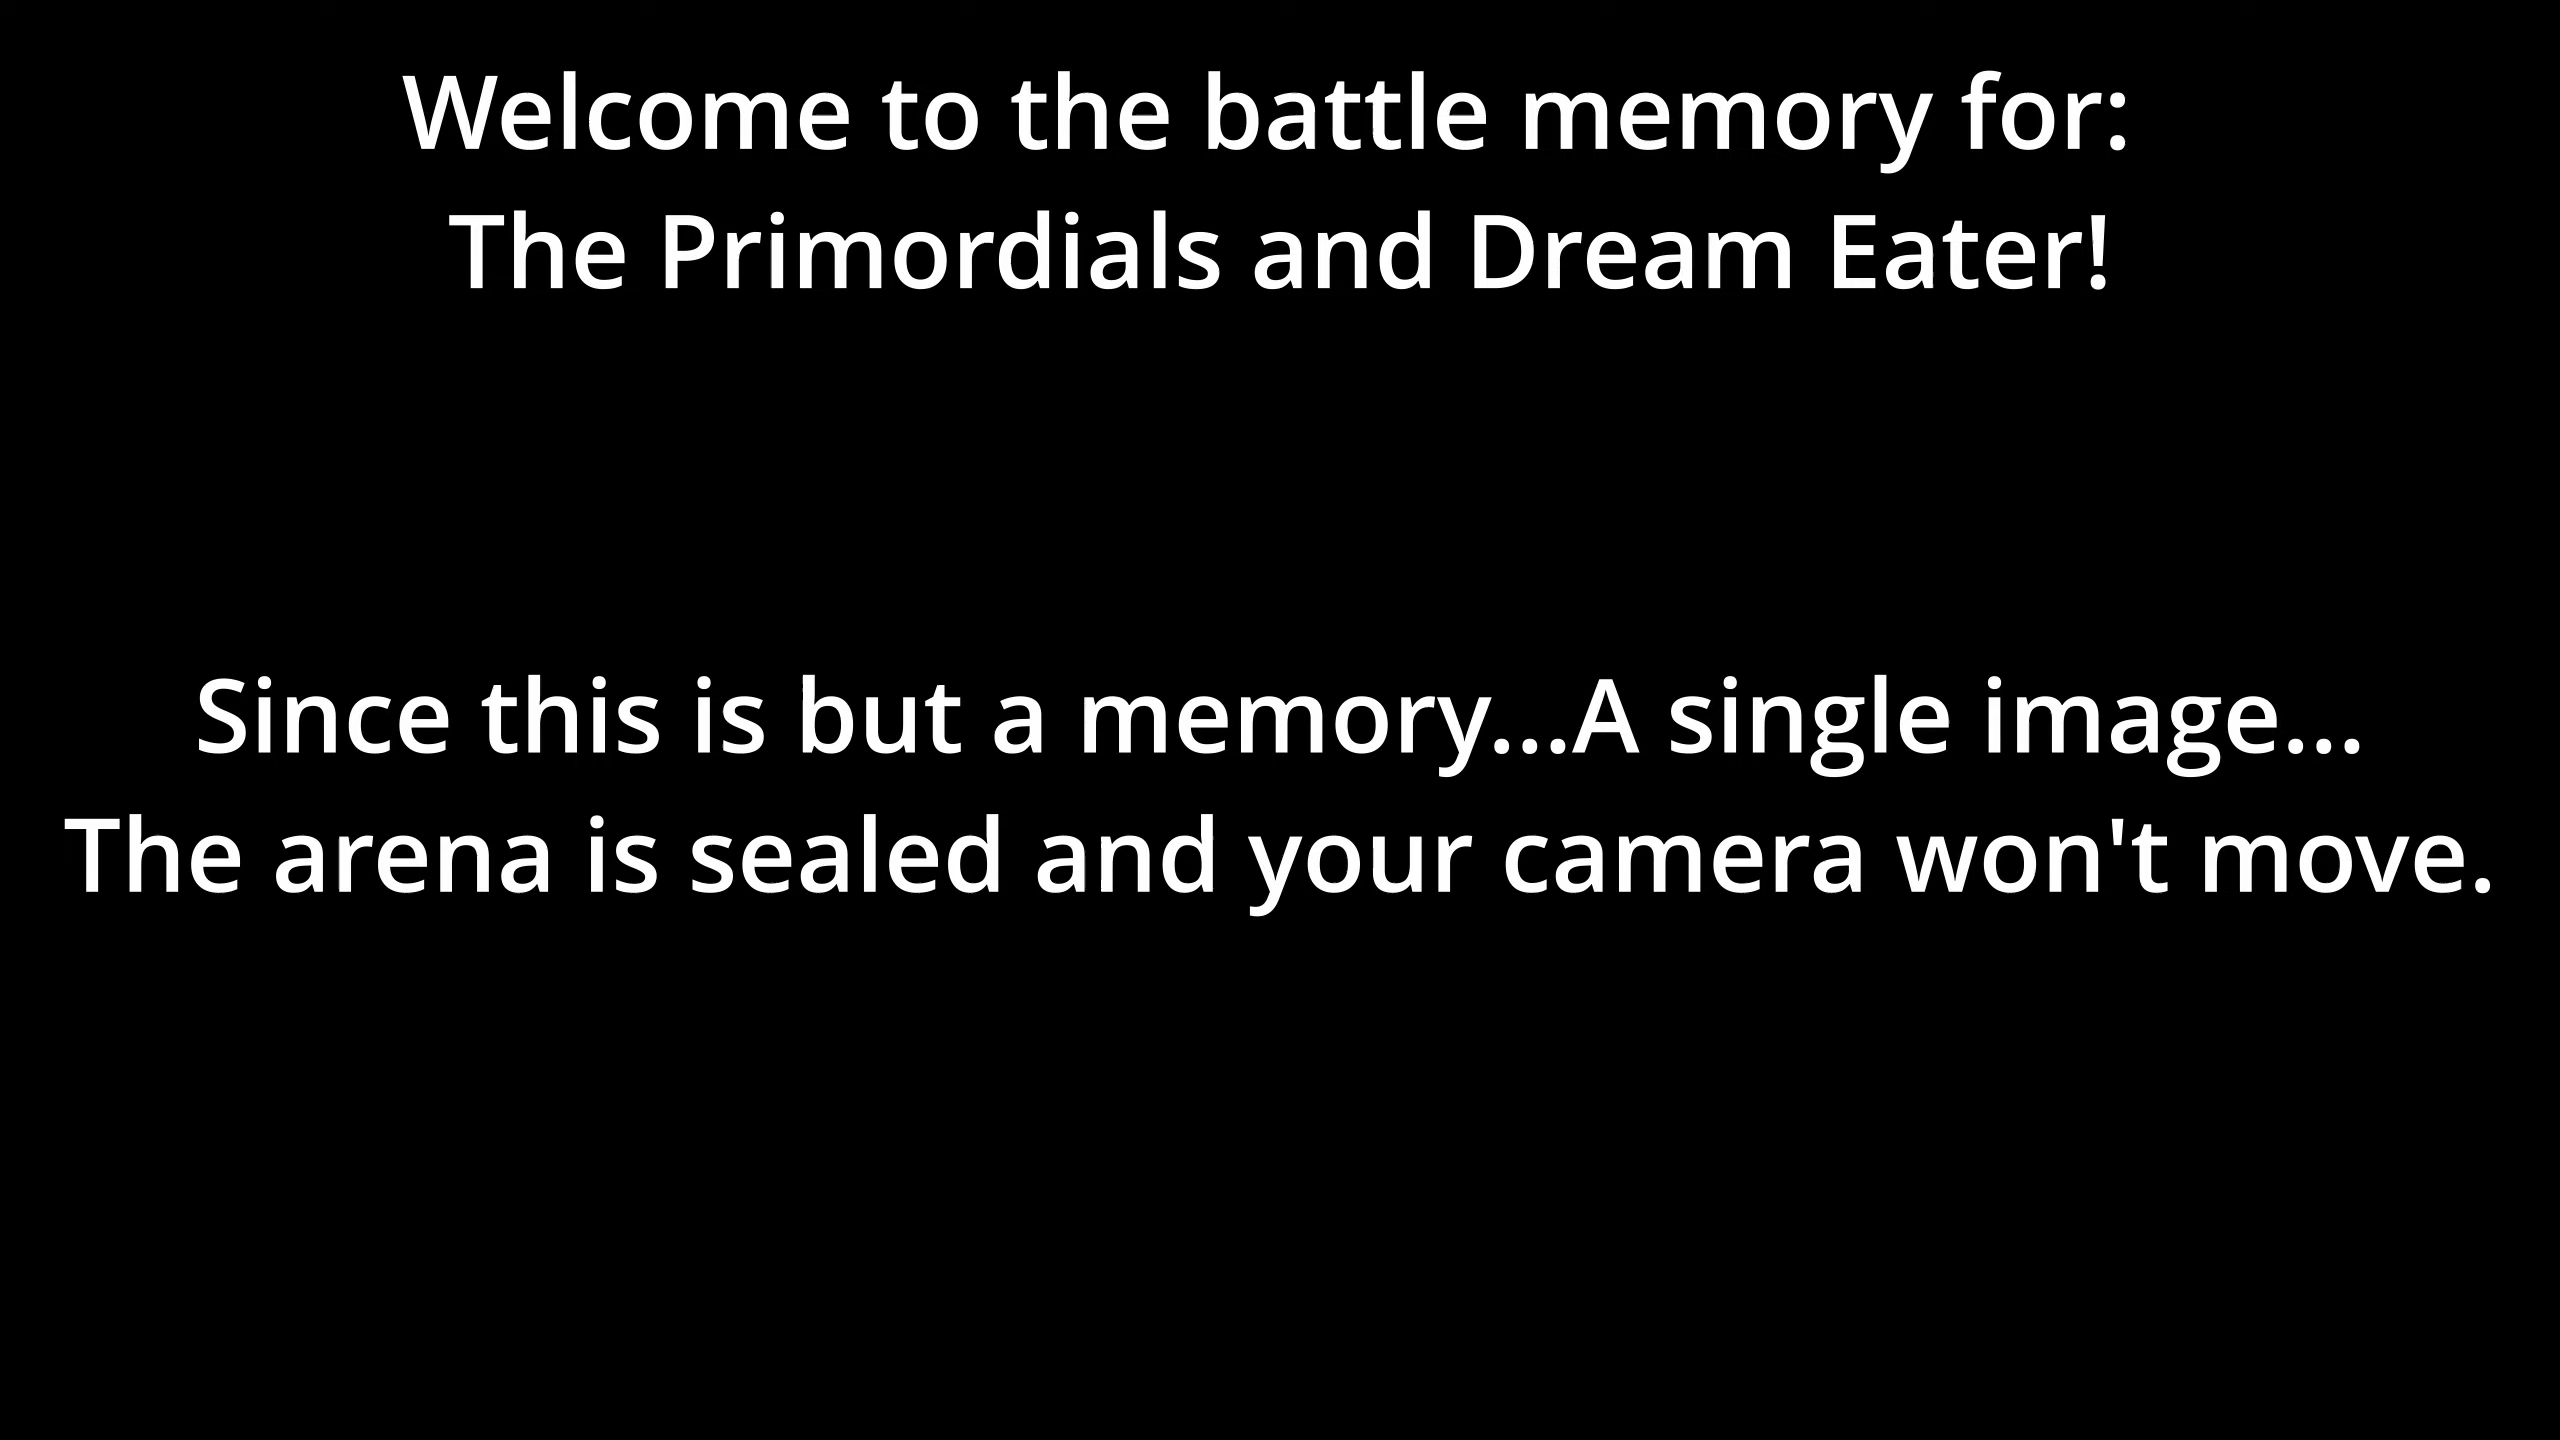 Welcome to the battle memory for:
The Primordials and Dream Eater!
Since this is but a memory...A single image...
The arena is sealed and your camera won't move.